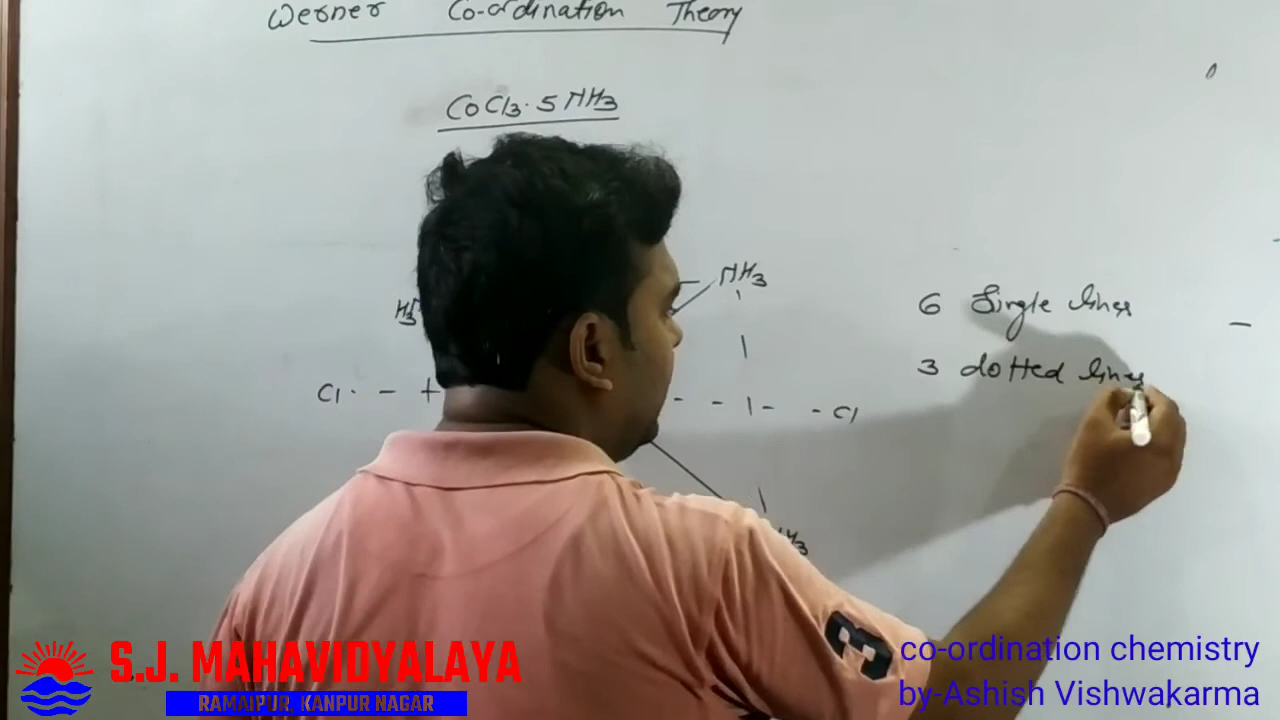 Werner Co-ordination Theory
CoCl3. 5NH3
NH3
Cl
Cl
6 Single lines
3 dotted lines
3
S.J. MAHAVIDYALAYA
RAMAIPUR KANPUR NAGAR
co-ordination chemistry
by-Ashish Vishwakarma